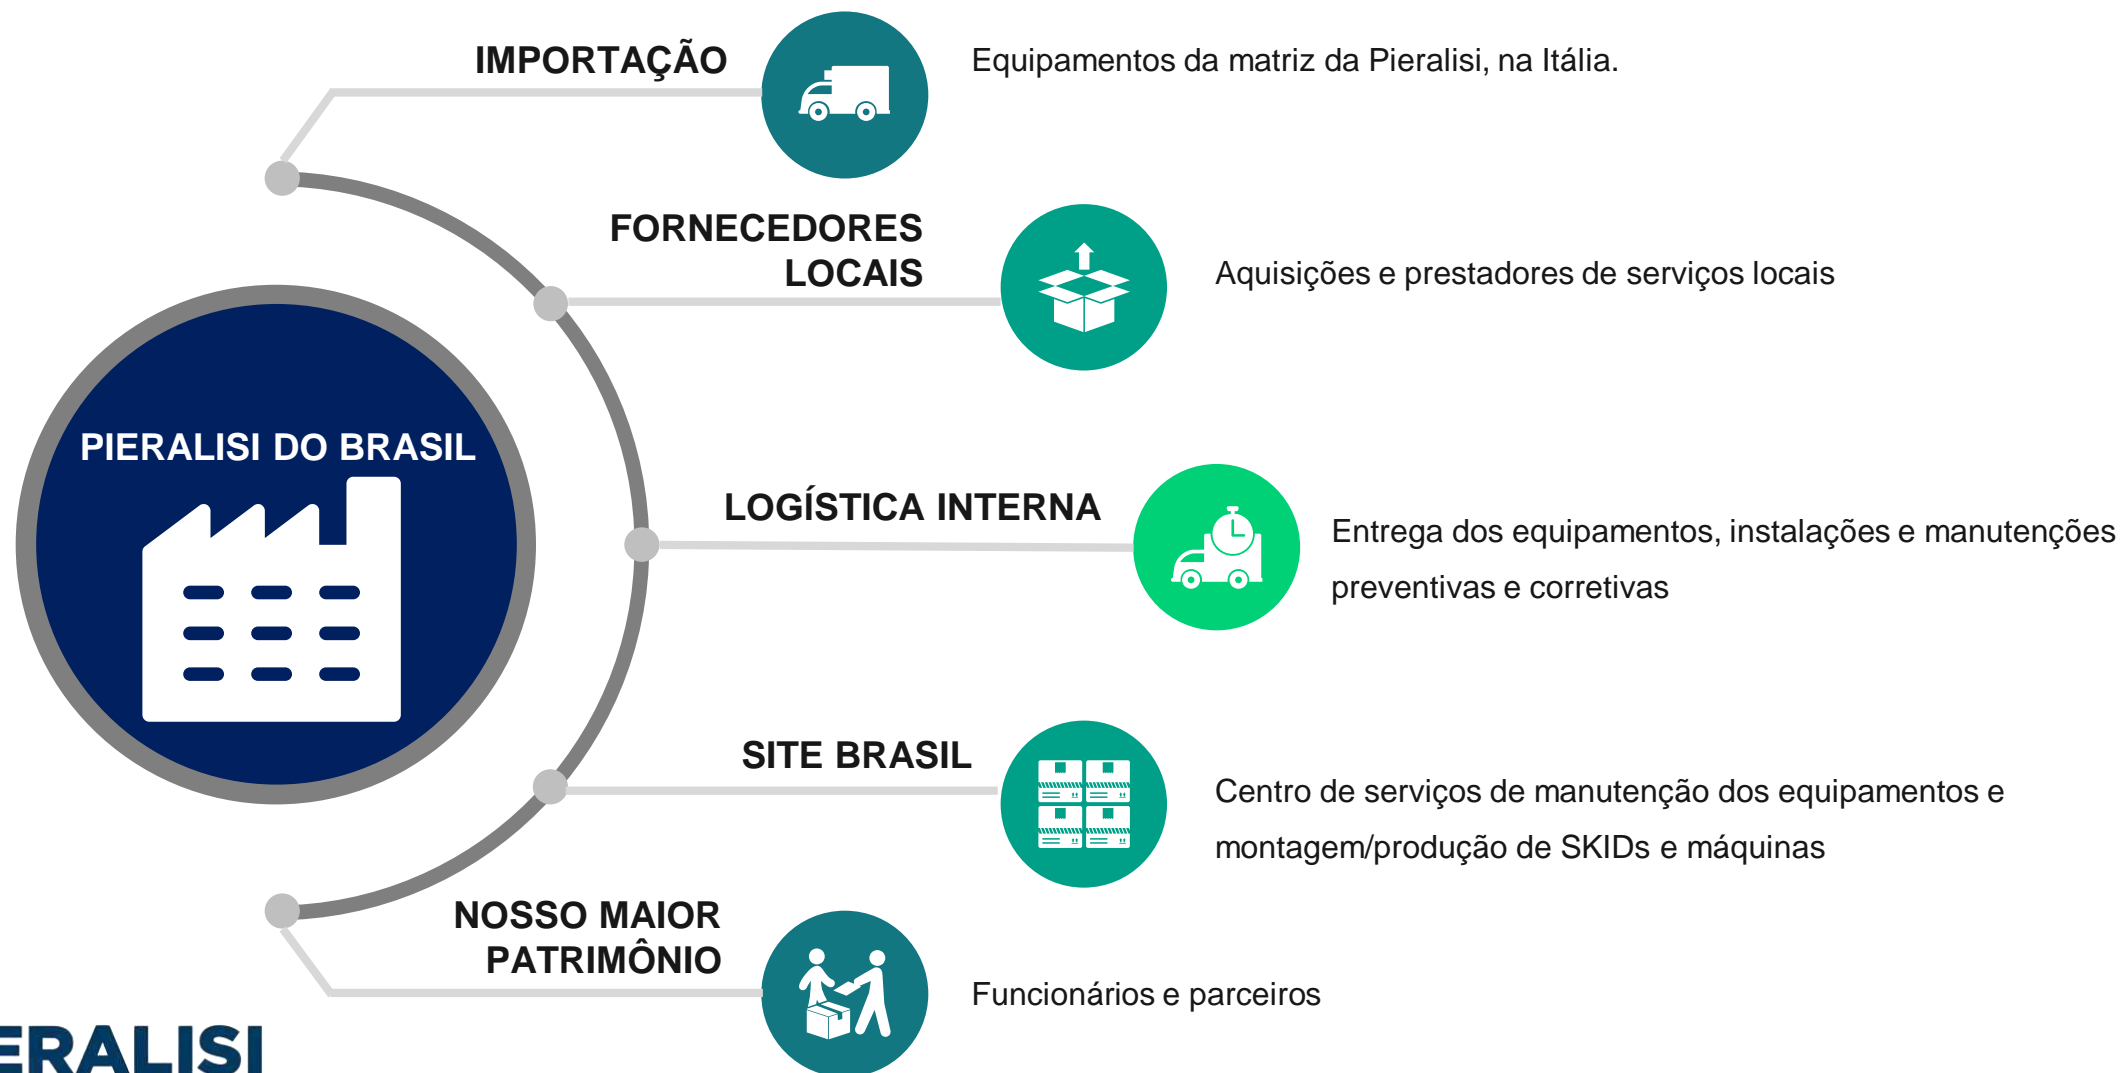 IMPORTAÇÃO
Equipamentos da matriz da Pieralisi, na Itália.
FORNECEDORES
LOCAIS
Aquisições e prestadores de serviços locais
PIERALISI DO BRASIL
LOGÍSTICA INTERNA
Entrega dos equipamentos, instalações e manutenções
preventivas e corretivas
SITE BRASIL
Centro de serviços de manutenção dos equipamentos e
montagem/produção de SKIDs e máquinas
NOSSO MAIOR
PATRIMÔNIO
Funcionários e parceiros
ERALISI